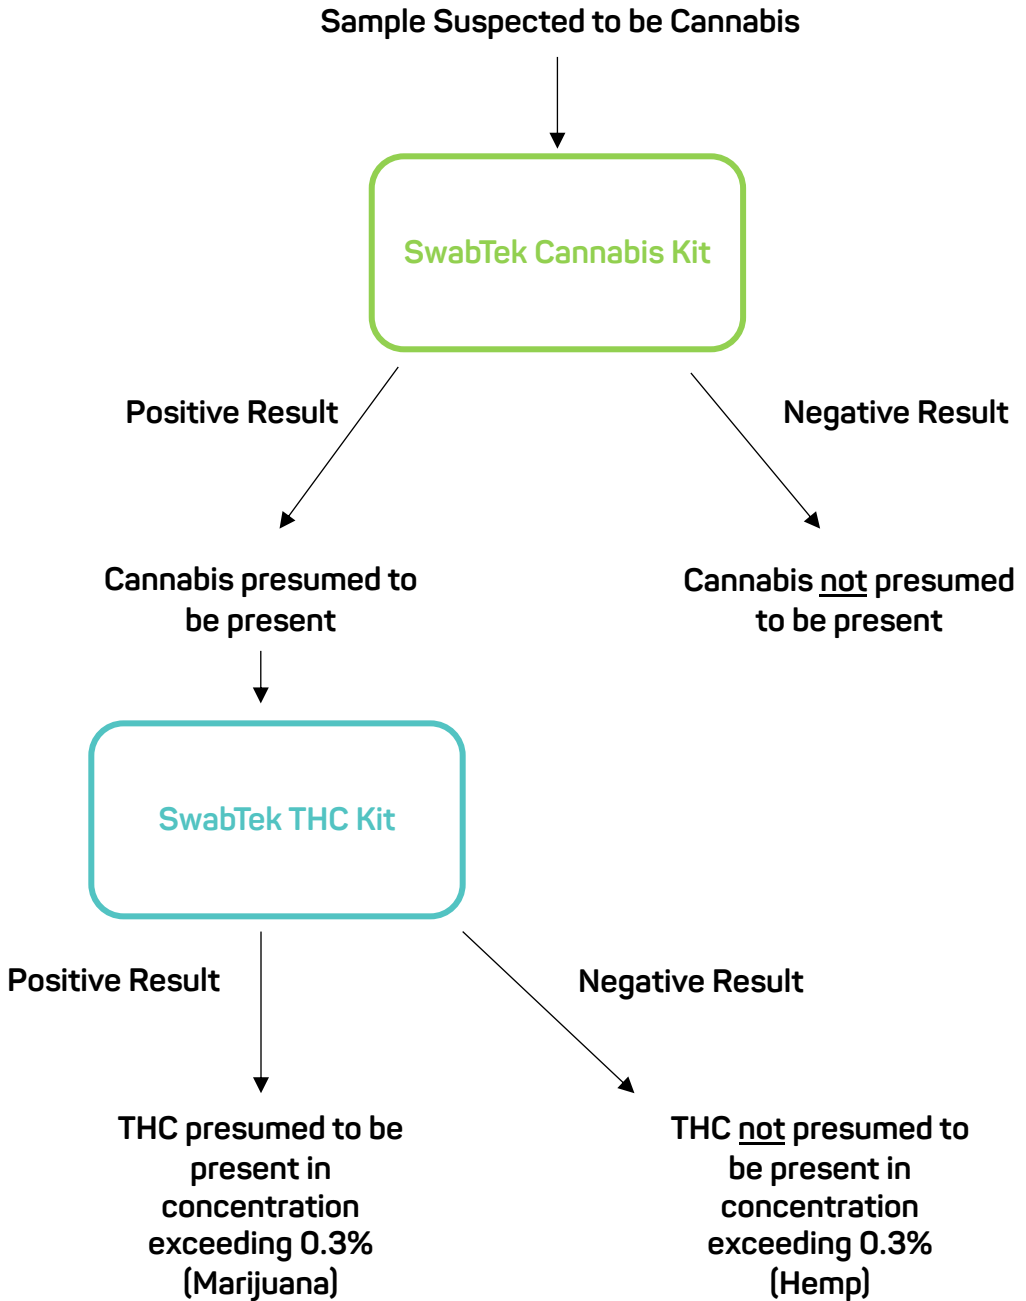 Sample Suspected to be Cannabis
SwabTek Cannabis Kit
Positive Result
Negative Result
Cannabis presumed to
be present
Cannabis not presumed
to be present
SwabTek THC Kit
Positive Result
Negative Result
THC presumed to be
present in
concentration
exceeding 0.3%
(Marijuana)
THC not presumed to
be present in
concentration
exceeding 0.3%
(Hemp)